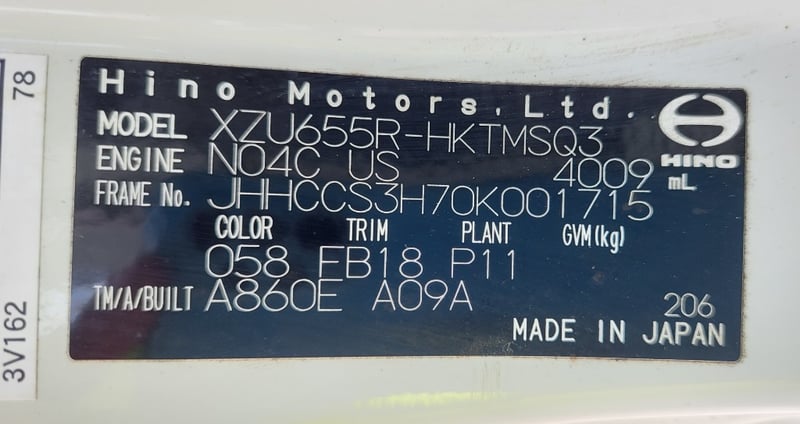 Hino Motors, Ltd.
HINO
MODEL XZU655R-HKTMSQ3
ENGINE N04C US 4009 mL
FRAME No. JHHCCS3H70K001715
COLOR TRIM PLANT GVM(kg)
058 FB18 P11
TM/A/BUILT A860E A09A 206
MADE IN JAPAN
78
3V162